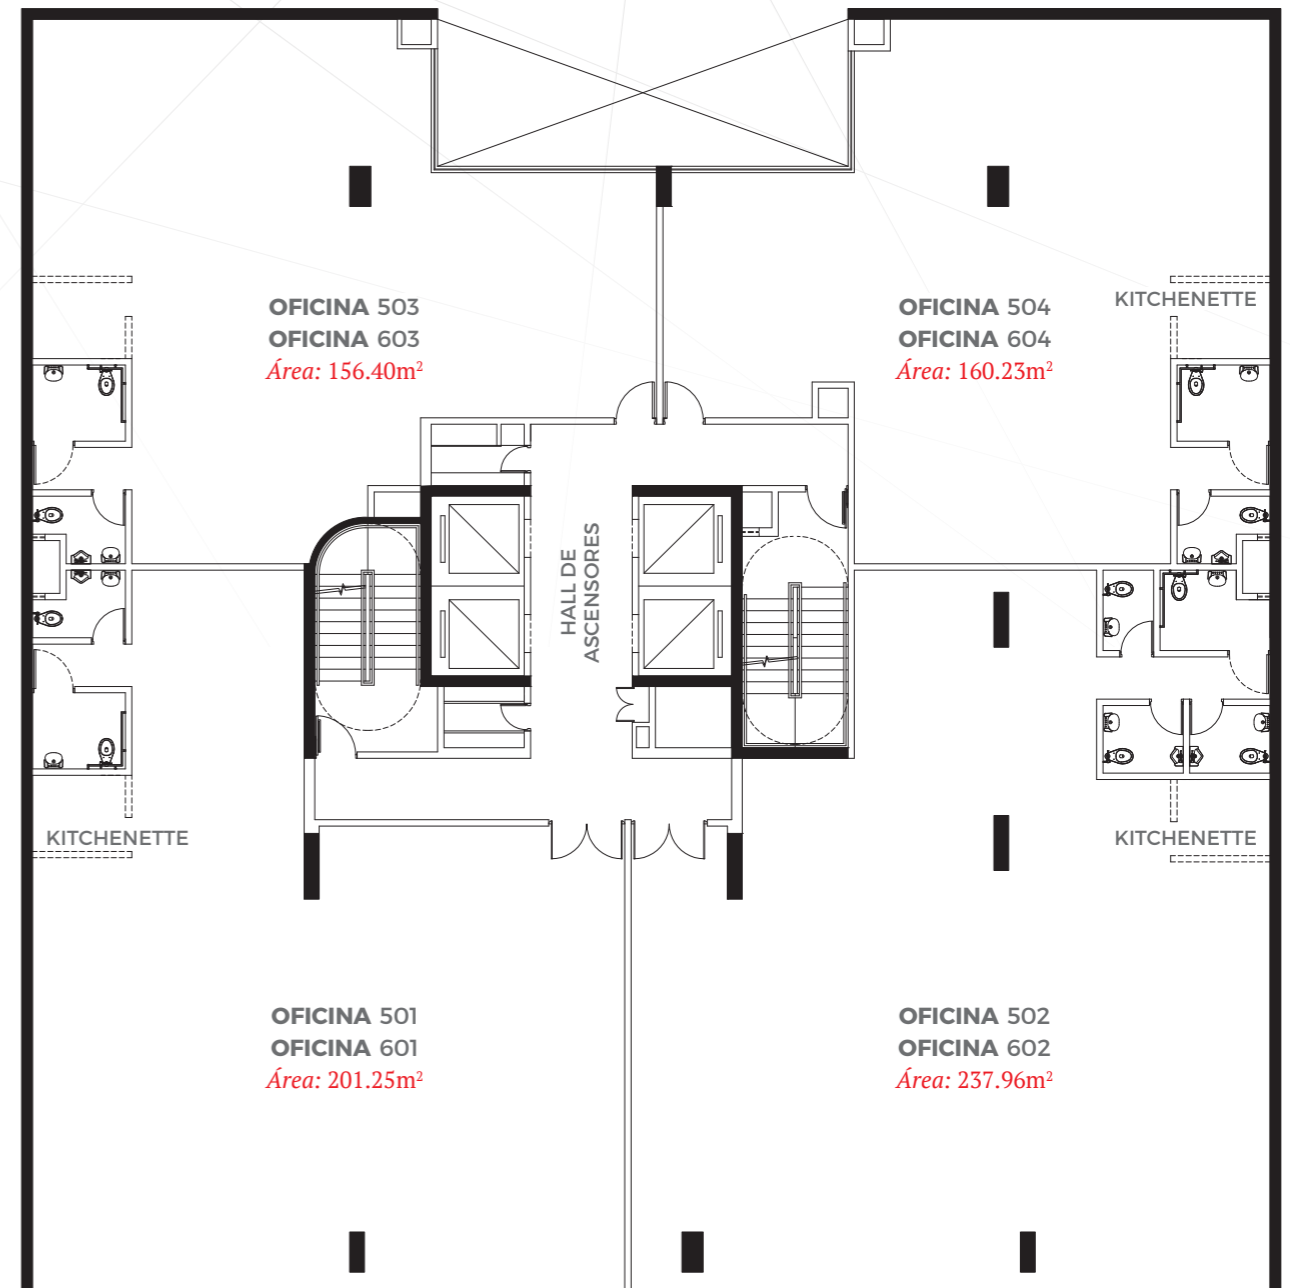 OFICINA 503
OFICINA 603
Área: 156.40m²
OFICINA 504
OFICINA 604
Área: 160.23m²
KITCHENETTE
HALL DE
ASCENSORES
KITCHENETTE
KITCHENETTE
OFICINA 501
OFICINA 601
Área: 201.25m²
OFICINA 502
OFICINA 602
Área: 237.96m²